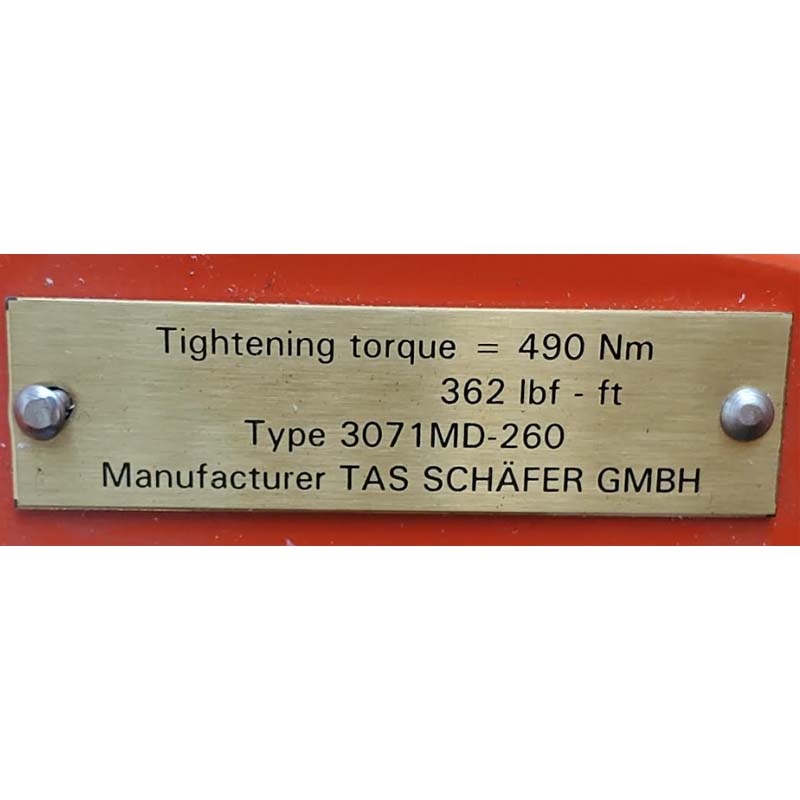 Tightening torque = 490 Nm
362 lbf - ft
Type 3071MD-260
Manufacturer TAS SCHÄFER GMBH